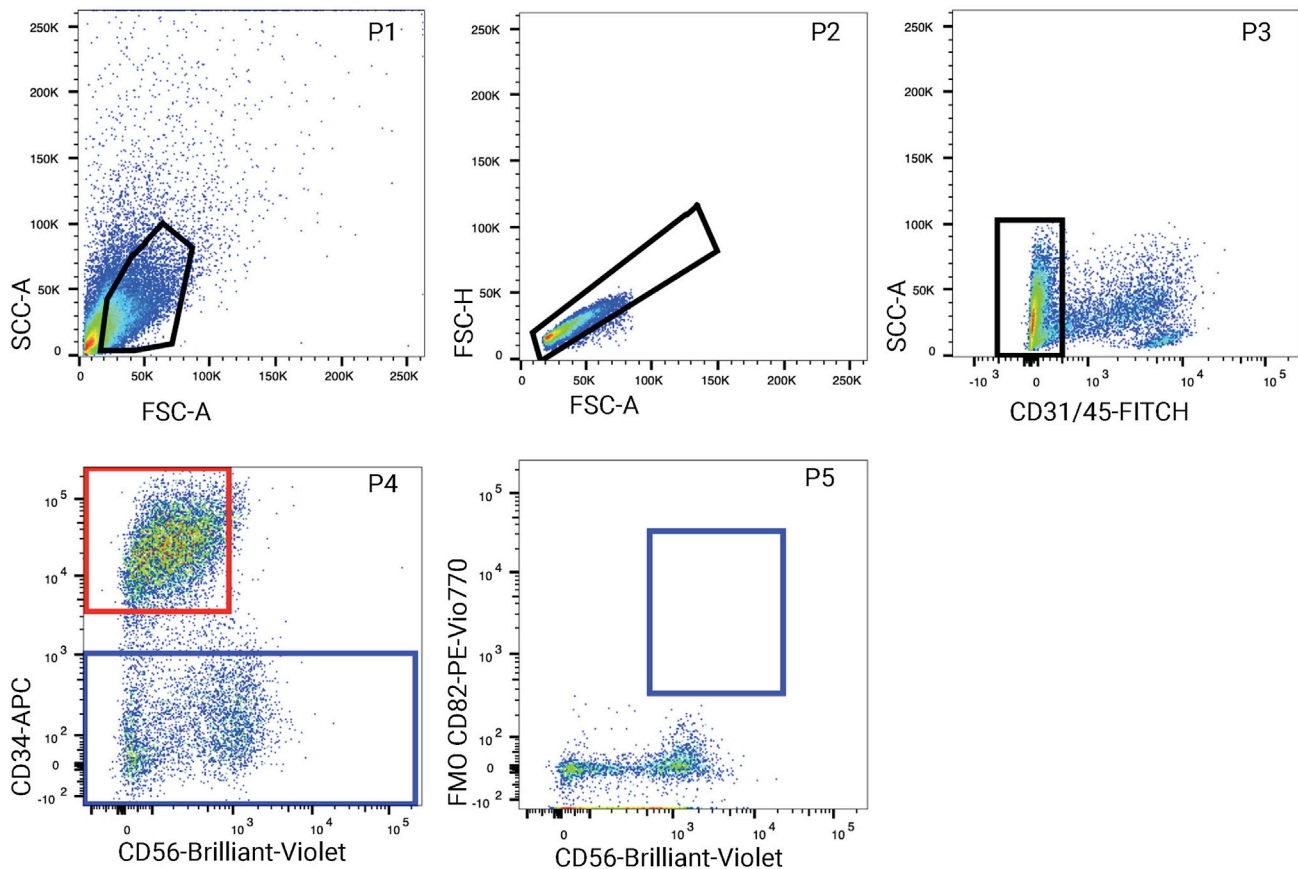 P1
250K
200K
150K
100K
50K
0
SCC-A
0 50K 100K 150K 200K 250K
FSC-A
P2
250K
200K
150K
100K
50K
0
FSC-H
0 50K 100K 150K 200K 250K
FSC-A
P3
250K
200K
150K
100K
50K
0
SCC-A
-10 3 0 10 3 10 4 10 5
CD31/45-FITCH
P4
10 5
10 4
10 3
10 2
0
-10 2
CD34-APC
0 10 3 10 4 10 5
CD56-Brilliant-Violet
P5
10 5
10 4
10 3
10 2
0
-10 2
FMO CD82-PE-Vio770
0 10 3 10 4 10 5
CD56-Brilliant-Violet